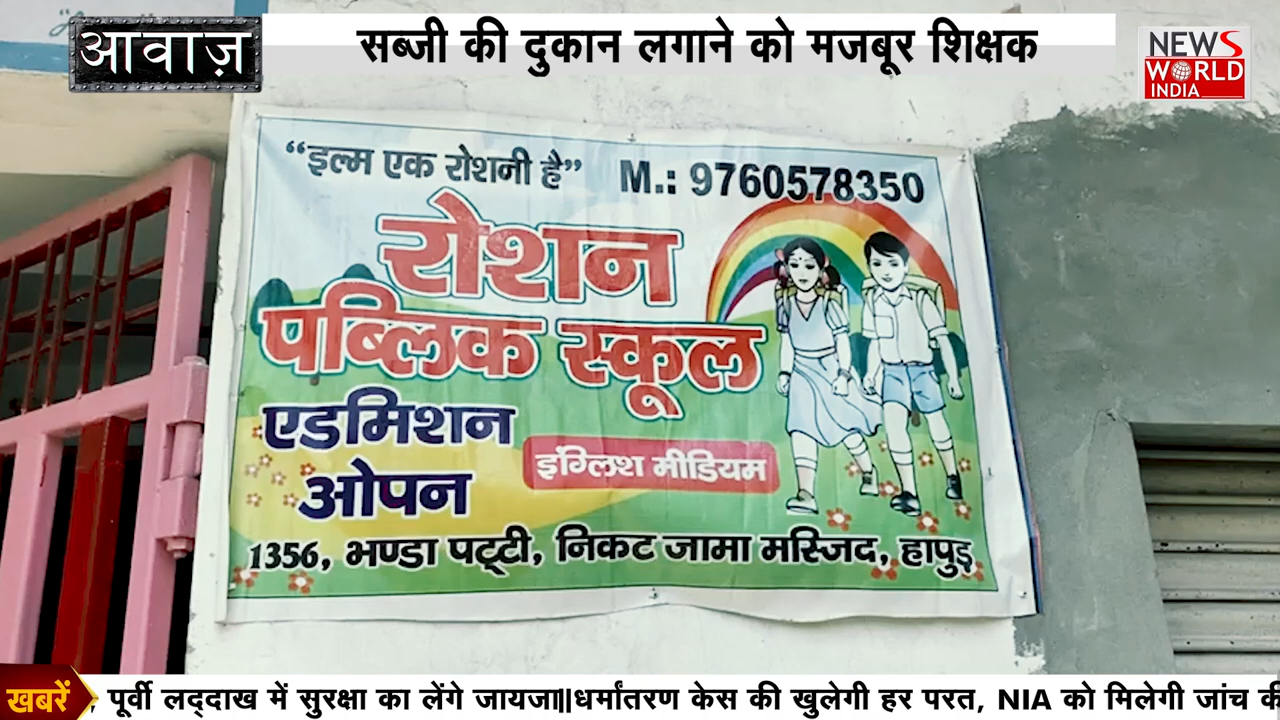 आवाज़
सब्जी की दुकान लगाने को मजबूर शिक्षक
NEWS
WORLD
INDIA
“इल्म एक रोशनी है” M.: 9760578350
रोशन
पब्लिक स्कूल
एडमिशन
ओपन
इंग्लिश मीडियम
1356, भण्डा पट्टी, निकट जामा मस्जिद, हापुड़
खबरें
, पूर्वी लद्दाख में सुरक्षा का लेंगे जायजा||धर्मांतरण केस की खुलेगी हर परत, NIA को मिलेगी जांच की